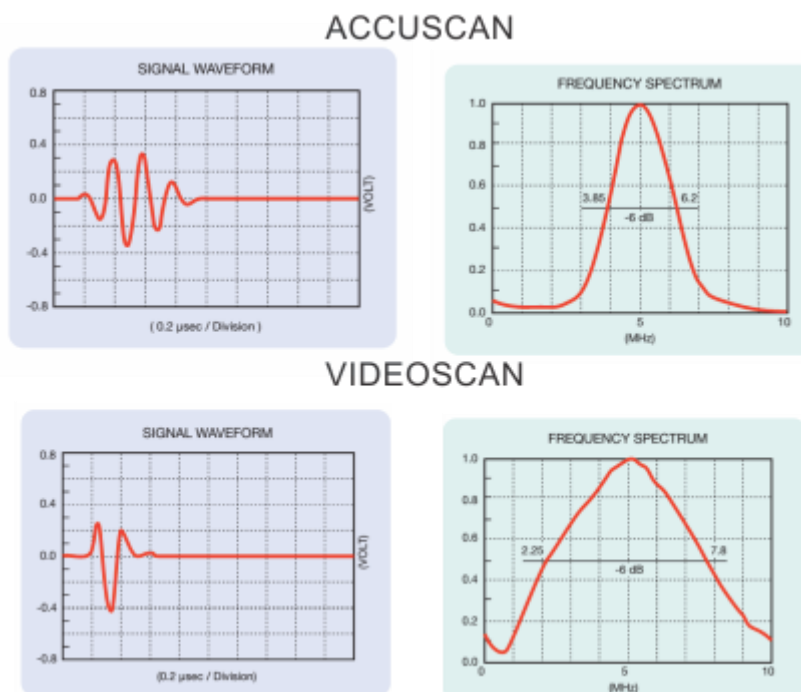 ACCUSCAN
SIGNAL WAVEFORM
0.8
0.4
0.0
-0.4
-0.8
(VOLT)
( 0.2 µsec / Division )
FREQUENCY SPECTRUM
1.0
0.8
0.6
0.4
0.2
0.0
3.85
6.2
-6 dB
0
5
10
(MHz)
VIDEOSCAN
SIGNAL WAVEFORM
0.8
0.4
0.0
-0.4
-0.8
(VOLT)
(0.2 µsec / Division)
FREQUENCY SPECTRUM
1.0
0.8
0.6
0.4
0.2
0.0
2.25
7.8
-6 dB
0
5
10
(MHz)